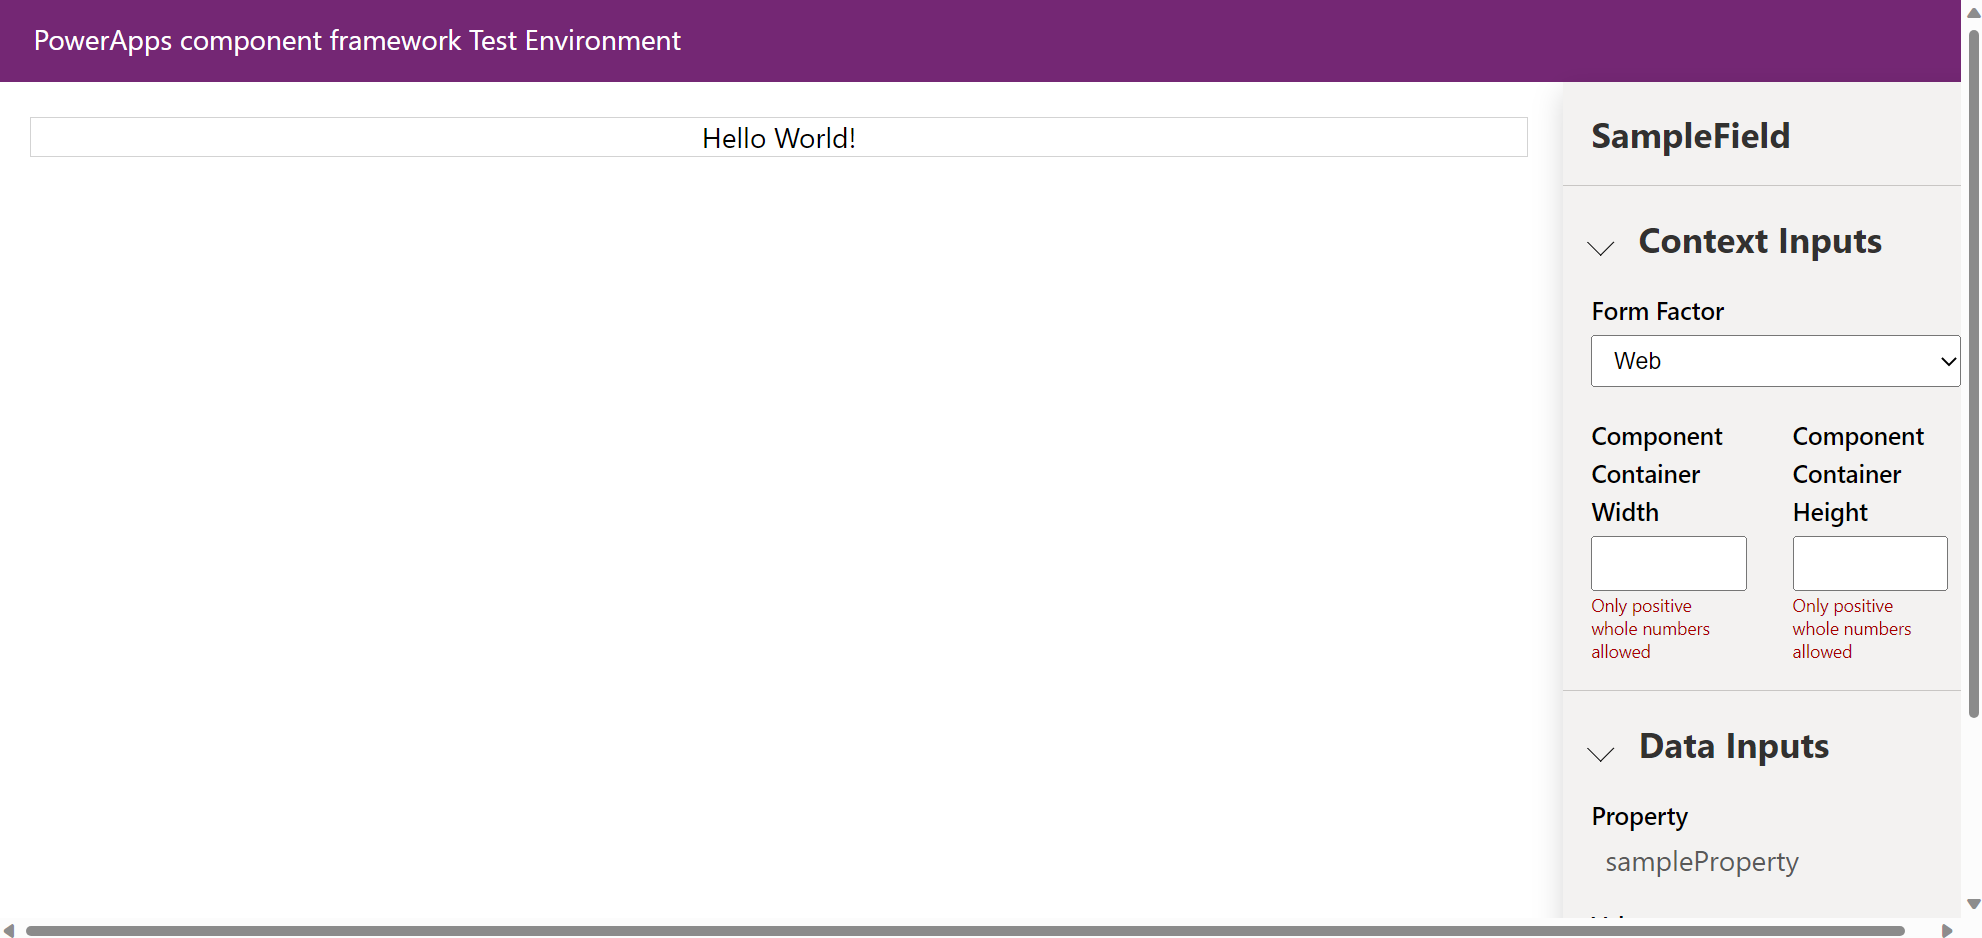 PowerApps component framework Test Environment
Hello World!
SampleField
Context Inputs
Form Factor
Web
Component
Container
Width
Component
Container
Height
Only positive
whole numbers
allowed
Only positive
whole numbers
allowed
Data Inputs
Property
sampleProperty